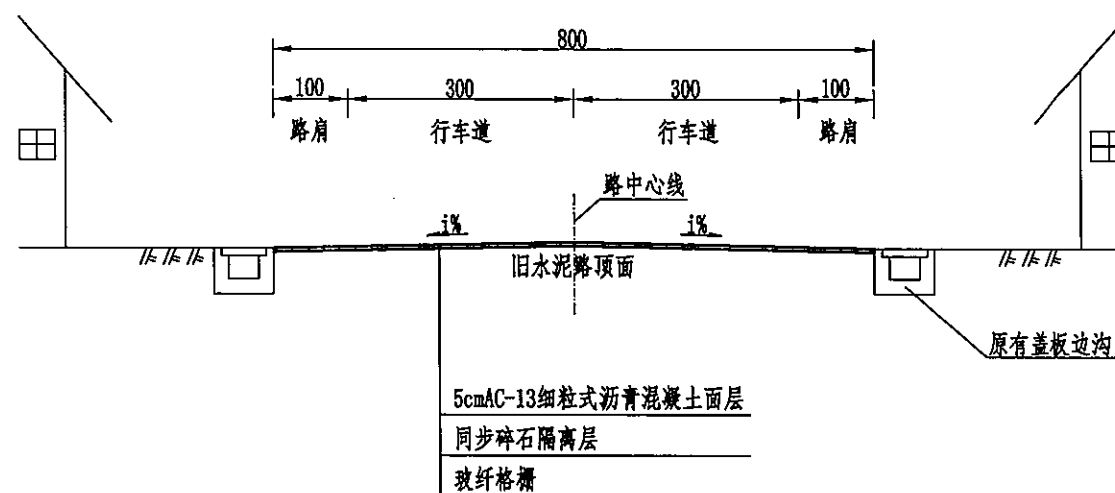 800
100 300 300 100
路肩 行车道 行车道 路肩
路中心线
i% i%
旧水泥路顶面
原有盖板边沟
5cmAC-13细粒式沥青混凝土面层
同步碎石隔离层
玻纤格栅